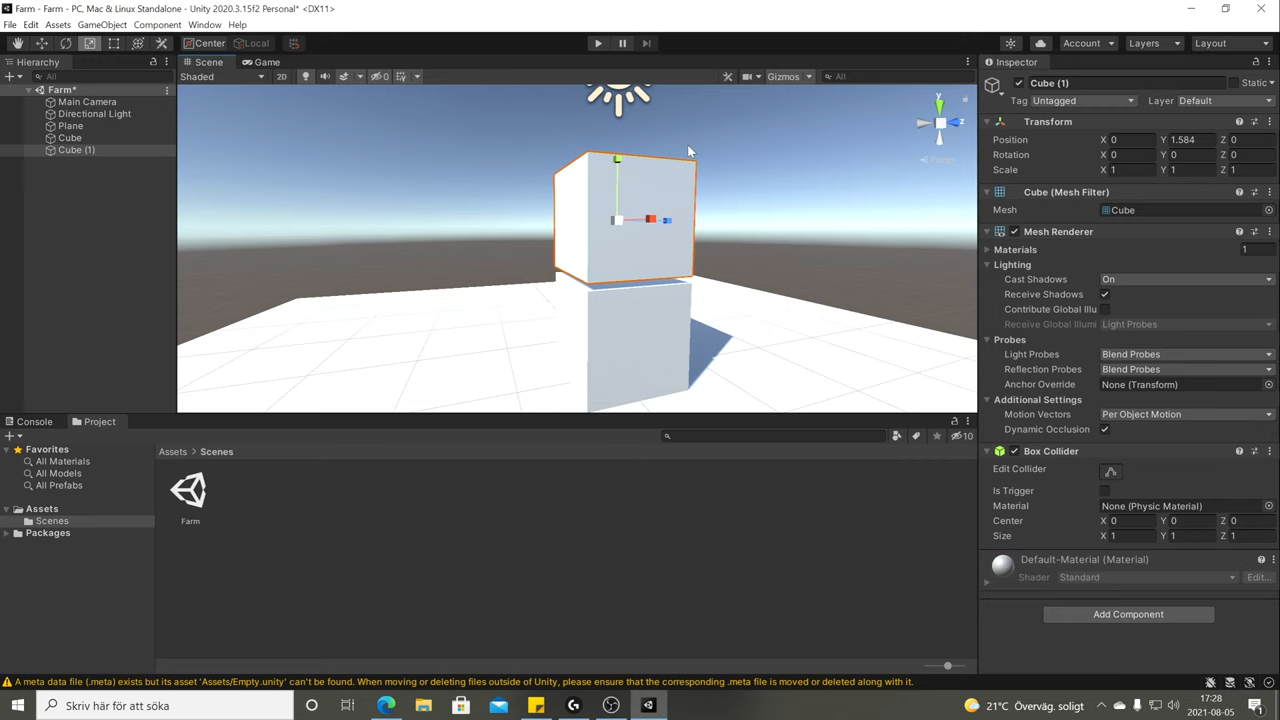 Farm - Farm - PC, Mac & Linux Standalone - Unity 2020.3.15f2 Personal* <DX11>
File Edit Assets GameObject Component Window Help
Center Local Account Layers Layout
Hierarchy
All
Farm*
Main Camera
Directional Light
Plane
Cube
Cube (1)
Scene Game
Shaded 2D 0 Gizmos All
y
z
Persp
Inspector
Cube (1) Static
Tag Untagged Layer Default
Transform
Position X 0 Y 1.584 Z 0
Rotation X 0 Y 0 Z 0
Scale X 1 Y 1 Z 1
Cube (Mesh Filter)
Mesh Cube
Mesh Renderer
Materials 1
Lighting
Cast Shadows On
Receive Shadows
Contribute Global Illu
Receive Global Illumi Light Probes
Probes
Light Probes Blend Probes
Reflection Probes Blend Probes
Anchor Override None (Transform)
Additional Settings
Motion Vectors Per Object Motion
Dynamic Occlusion
Box Collider
Edit Collider
Is Trigger
Material None (Physic Material)
Center X 0 Y 0 Z 0
Size X 1 Y 1 Z 1
Default-Material (Material)
Shader Standard Edit...
Add Component
Console Project
10
Favorites
All Materials
All Models
All Prefabs
Assets
Scenes
Packages
Assets > Scenes
Farm
A meta data file (.meta) exists but its asset 'Assets/Empty.unity' can't be found. When moving or deleting files outside of Unity, please ensure that the corresponding .meta file is moved or deleted along with it.
Skriv här för att söka
21°C Överväg. soligt
17:28
2021-08-05
1